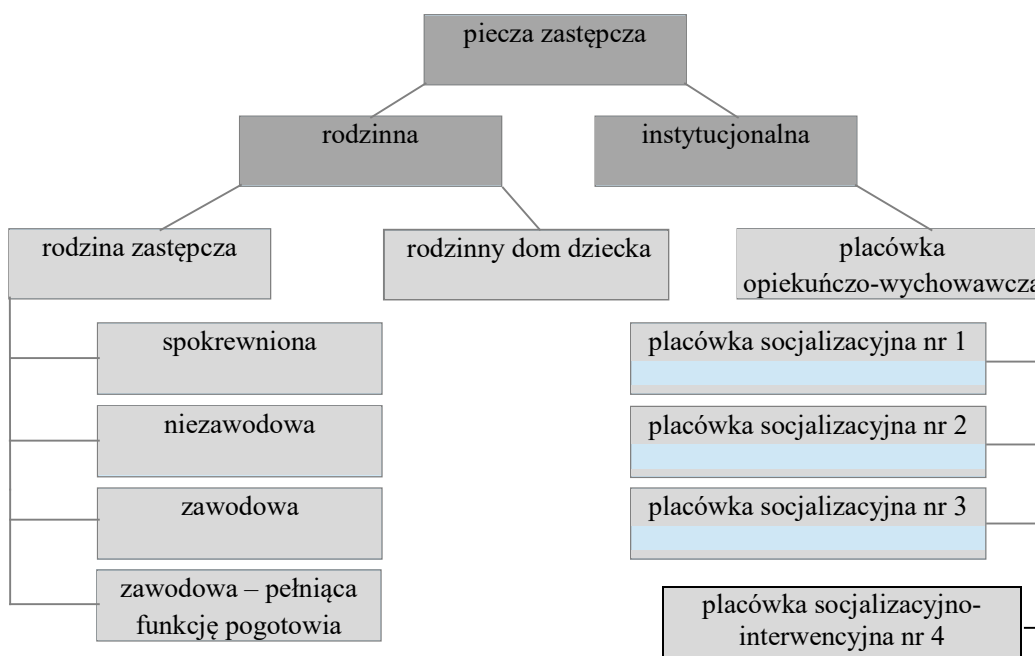 piecza zastępcza
rodzinna
instytucjonalna
rodzina zastępcza
rodzinny dom dziecka
placówka
opiekuńczo-wychowawcza
spokrewniona
niezawodowa
zawodowa
zawodowa – pełniąca
funkcję pogotowia
placówka socjalizacyjna nr 1
placówka socjalizacyjna nr 2
placówka socjalizacyjna nr 3
placówka socjalizacyjno-
interwencyjna nr 4